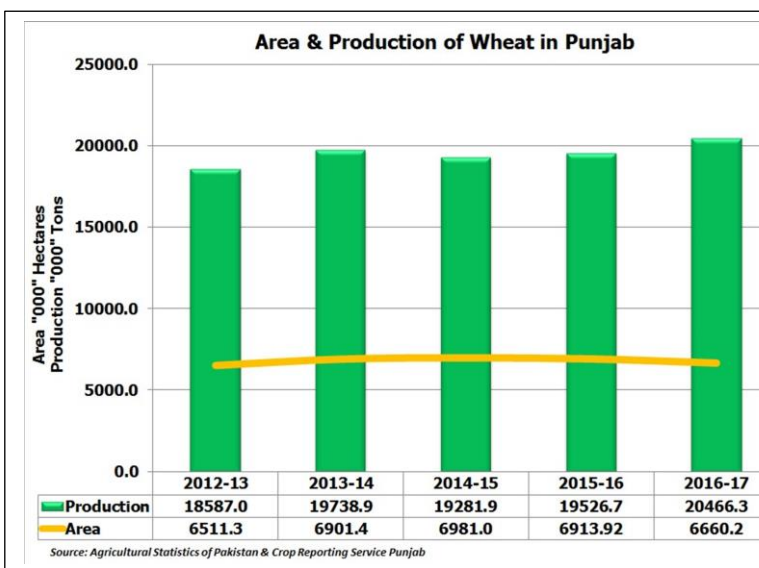 Area & Production of Wheat in Punjab
25000.0
20000.0
15000.0
10000.0
5000.0
0.0
Area "000" Hectares
Production "000" Tons
2012-13 2013-14 2014-15 2015-16 2016-17
Production 18587.0 19738.9 19281.9 19526.7 20466.3
Area 6511.3 6901.4 6981.0 6913.92 6660.2
Source: Agricultural Statistics of Pakistan & Crop Reporting Service Punjab